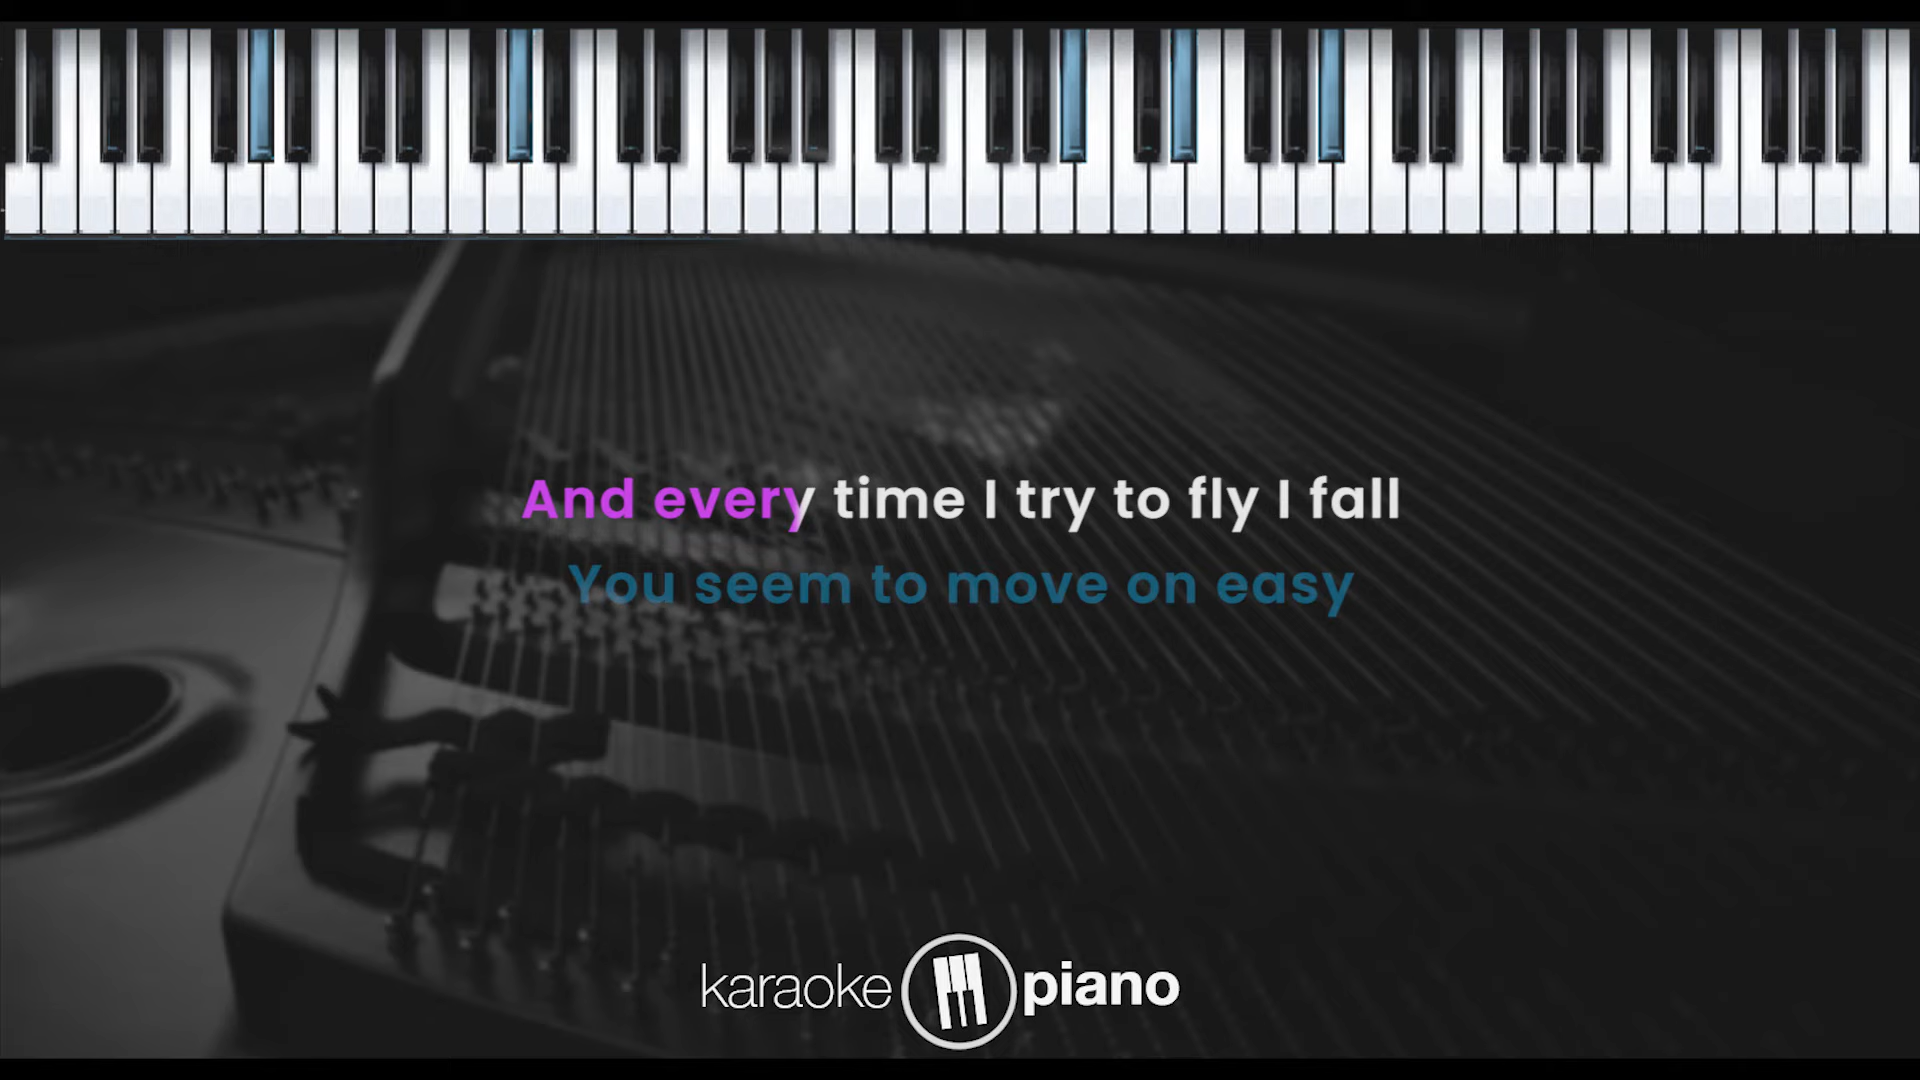 And every time I try to fly I fall
You seem to move on easy
karaoke piano